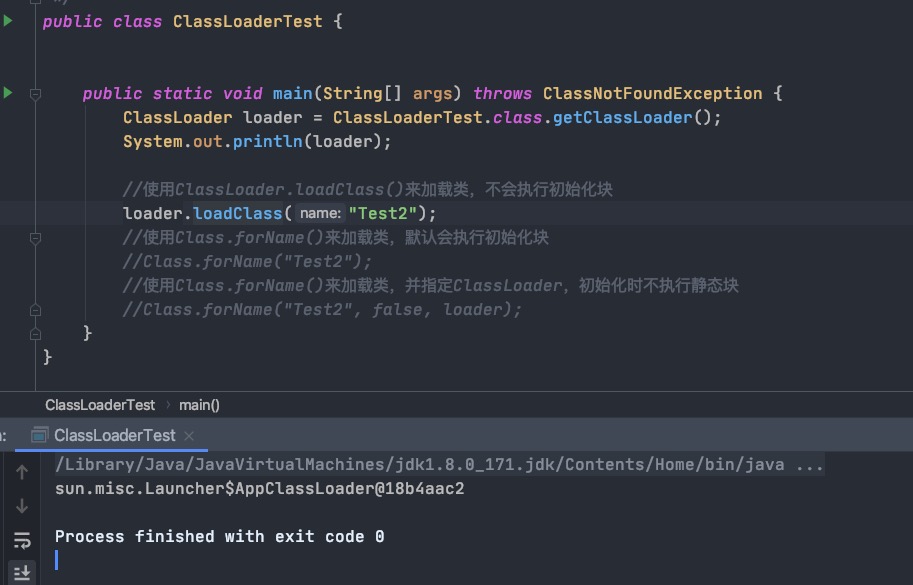 */
public class ClassLoaderTest {
public static void main(String[] args) throws ClassNotFoundException {
ClassLoader loader = ClassLoaderTest.class.getClassLoader();
System.out.println(loader);
//使用ClassLoader.loadClass()来加载类，不会执行初始化块
loader.loadClass( name: "Test2");
//使用Class.forName()来加载类，默认会执行初始化块
//Class.forName("Test2");
//使用Class.forName()来加载类，并指定ClassLoader，初始化时不执行静态块
//Class.forName("Test2", false, loader);
}
}
ClassLoaderTest › main()
: ClassLoaderTest ×
/Library/Java/JavaVirtualMachines/jdk1.8.0_171.jdk/Contents/Home/bin/java ...
sun.misc.Launcher$AppClassLoader@18b4aac2
Process finished with exit code 0